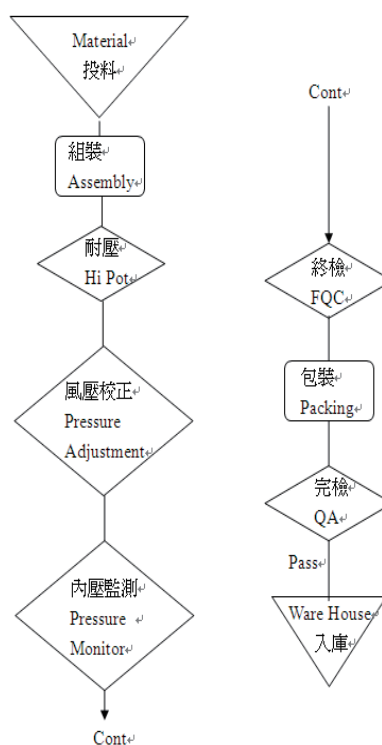 Material
投料
組裝
Assembly
耐壓
Hi Pot
風壓校正
Pressure
Adjustment
內壓監測
Pressure
Monitor
Cont
Cont
終檢
FQC
包裝
Packing
完檢
QA
Pass
Ware House
入庫